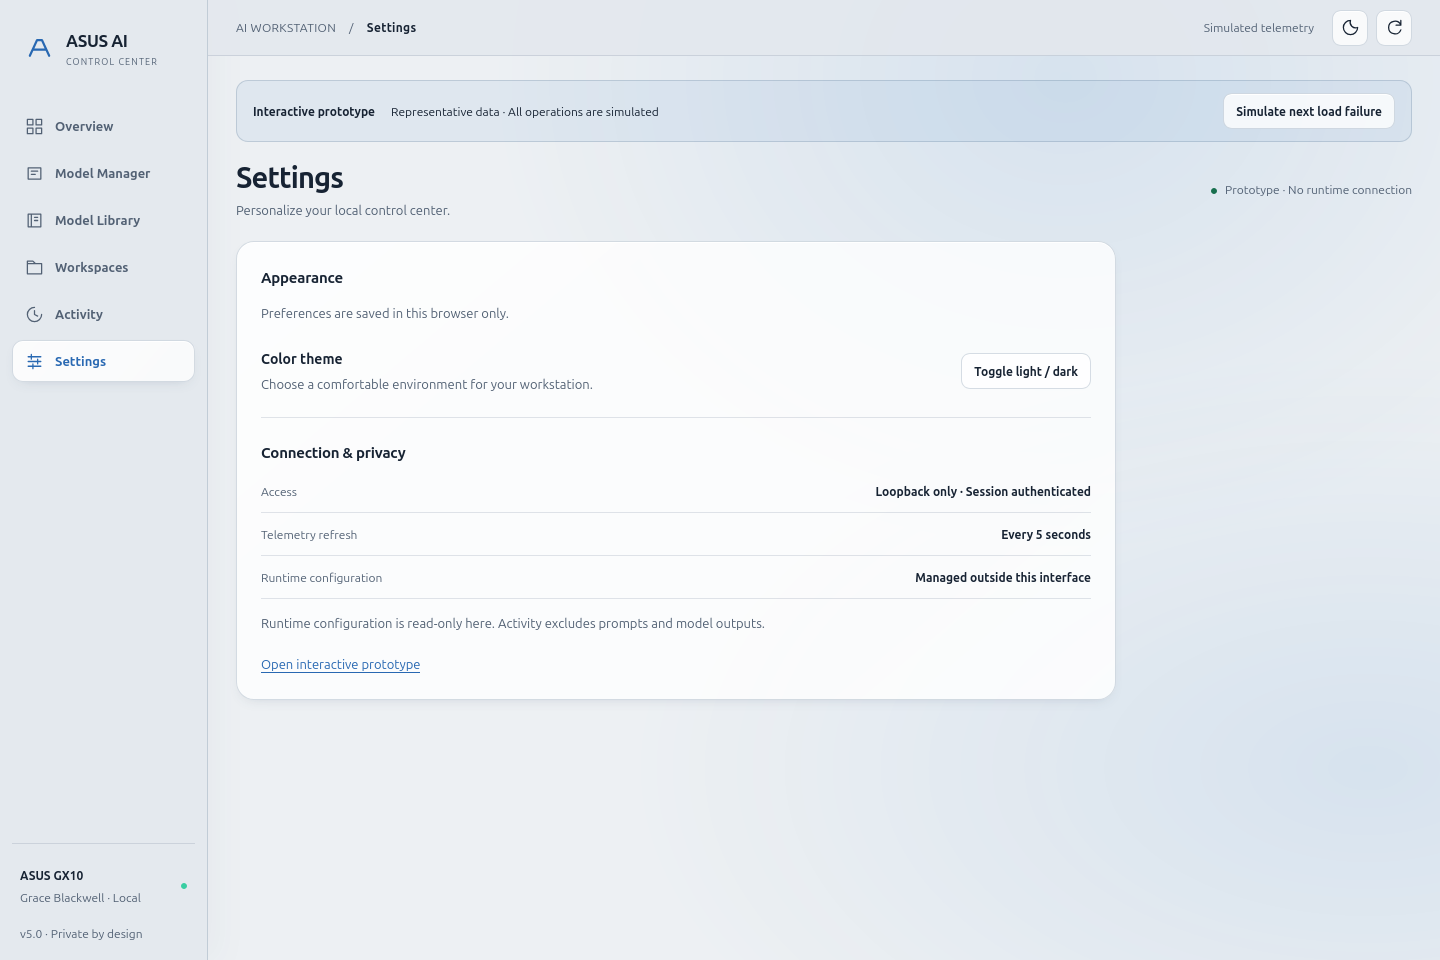 ASUS AI
CONTROL CENTER
Overview
Model Manager
Model Library
Workspaces
Activity
Settings
ASUS GX10
Grace Blackwell · Local
v5.0 · Private by design
AI WORKSTATION / Settings
Simulated telemetry
Interactive prototype Representative data · All operations are simulated
Simulate next load failure
Settings
Personalize your local control center.
Prototype · No runtime connection
Appearance
Preferences are saved in this browser only.
Color theme
Choose a comfortable environment for your workstation.
Toggle light / dark
Connection & privacy
Access Loopback only · Session authenticated
Telemetry refresh Every 5 seconds
Runtime configuration Managed outside this interface
Runtime configuration is read-only here. Activity excludes prompts and model outputs.
Open interactive prototype